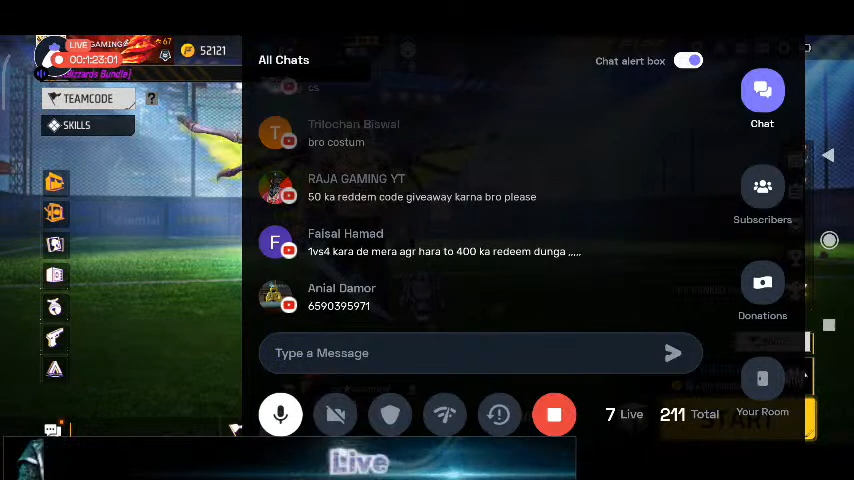 LIVE GAMING
67
52121
00:1:23:01
izzards Bundle)
TEAMCODE
?
SKILLS
All Chats
Chat alert box
cs
Trilochan Biswal
bro costum
RAJA GAMING YT
50 ka reddem code giveaway karna bro please
Faisal Hamad
1vs4 kara de mera agr hara to 400 ka redeem dunga ,,,,,
Anial Damor
6590395971
Type a Message
7 Live
211 Total
Chat
Subscribers
Donations
Your Room
START
Live